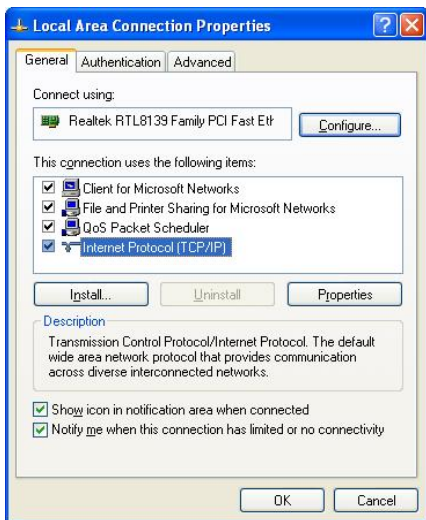 Local Area Connection Properties
General Authentication Advanced
Connect using:
Realtek RTL8139 Family PCI Fast Eth
Configure...
This connection uses the following items:
Client for Microsoft Networks
File and Printer Sharing for Microsoft Networks
QoS Packet Scheduler
Internet Protocol (TCP/IP)
Install... Uninstall Properties
Description
Transmission Control Protocol/Internet Protocol. The default
wide area network protocol that provides communication
across diverse interconnected networks.
Show icon in notification area when connected
Notify me when this connection has limited or no connectivity
OK Cancel